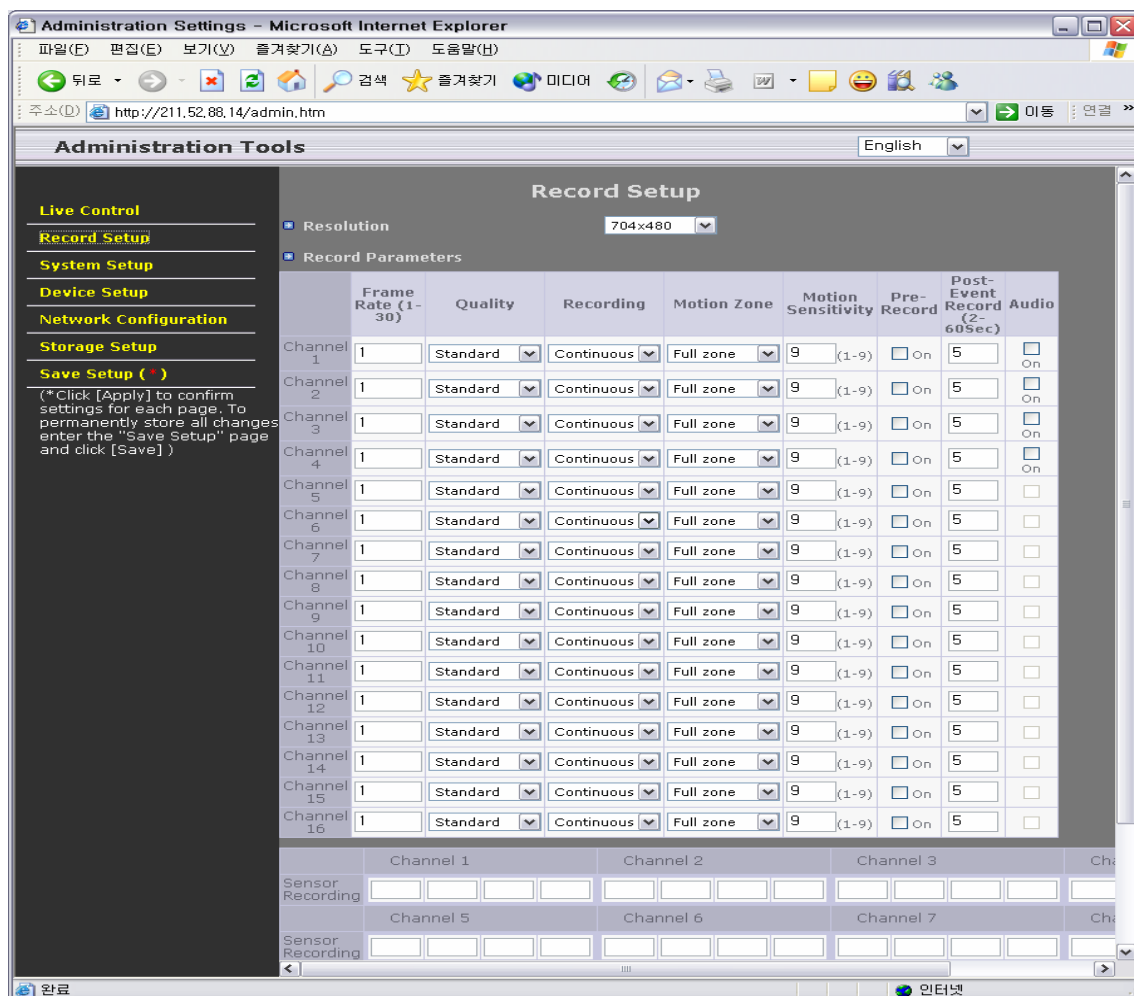 Administration Settings - Microsoft Internet Explorer
파일(F) 편집(E) 보기(V) 즐겨찾기(A) 도구(T) 도움말(H)
뒤로 검색 즐겨찾기 미디어
주소(D) http://211.52.88.14/admin.htm 이동 연결 »
Administration Tools English
Live Control
Record Setup
System Setup
Device Setup
Network Configuration
Storage Setup
Save Setup (*)
(*Click [Apply] to confirm
settings for each page. To
permanently store all changes
enter the "Save Setup" page
and click [Save] )
Record Setup
Resolution 704x480
Record Parameters
Frame Rate (1-30) Quality Recording Motion Zone Motion Sensitivity Pre-Record Post-Event Record (2-60Sec) Audio
Channel 1 1 Standard Continuous Full zone 9 (1-9) On 5 On
Channel 2 1 Standard Continuous Full zone 9 (1-9) On 5 On
Channel 3 1 Standard Continuous Full zone 9 (1-9) On 5 On
Channel 4 1 Standard Continuous Full zone 9 (1-9) On 5 On
Channel 5 1 Standard Continuous Full zone 9 (1-9) On 5
Channel 6 1 Standard Continuous Full zone 9 (1-9) On 5
Channel 7 1 Standard Continuous Full zone 9 (1-9) On 5
Channel 8 1 Standard Continuous Full zone 9 (1-9) On 5
Channel 9 1 Standard Continuous Full zone 9 (1-9) On 5
Channel 10 1 Standard Continuous Full zone 9 (1-9) On 5
Channel 11 1 Standard Continuous Full zone 9 (1-9) On 5
Channel 12 1 Standard Continuous Full zone 9 (1-9) On 5
Channel 13 1 Standard Continuous Full zone 9 (1-9) On 5
Channel 14 1 Standard Continuous Full zone 9 (1-9) On 5
Channel 15 1 Standard Continuous Full zone 9 (1-9) On 5
Channel 16 1 Standard Continuous Full zone 9 (1-9) On 5
Channel 1 Channel 2 Channel 3
Sensor Recording
Channel 5 Channel 6 Channel 7
Sensor Recording
완료 인터넷